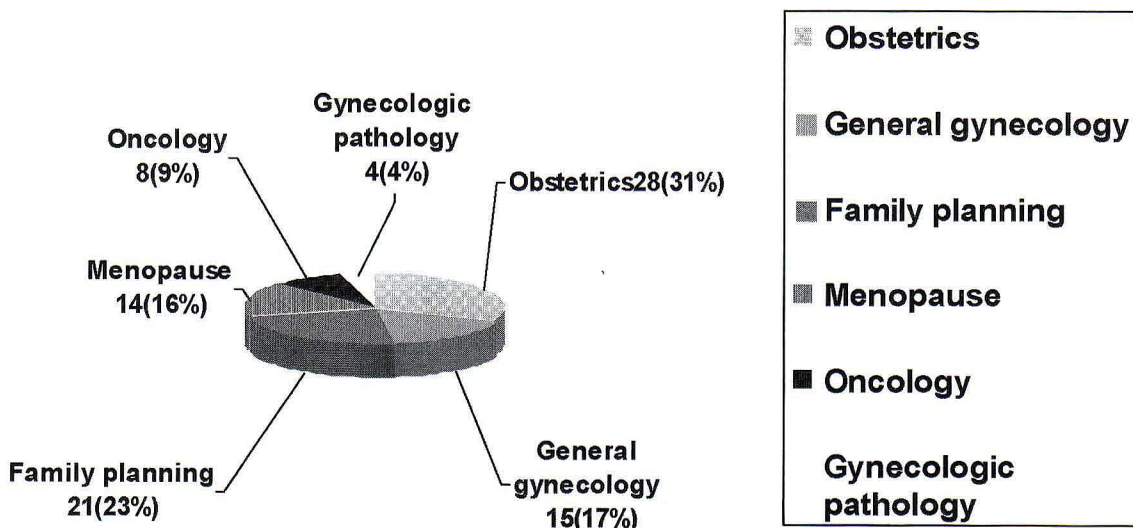 Gynecologic
pathology
4(4%)
Oncology
8(9%)
Obstetrics28(31%)
Menopause
14(16%)
Family planning
21(23%)
General
gynecology
15(17%)
Obstetrics
General gynecology
Family planning
Menopause
Oncology
Gynecologic
pathology